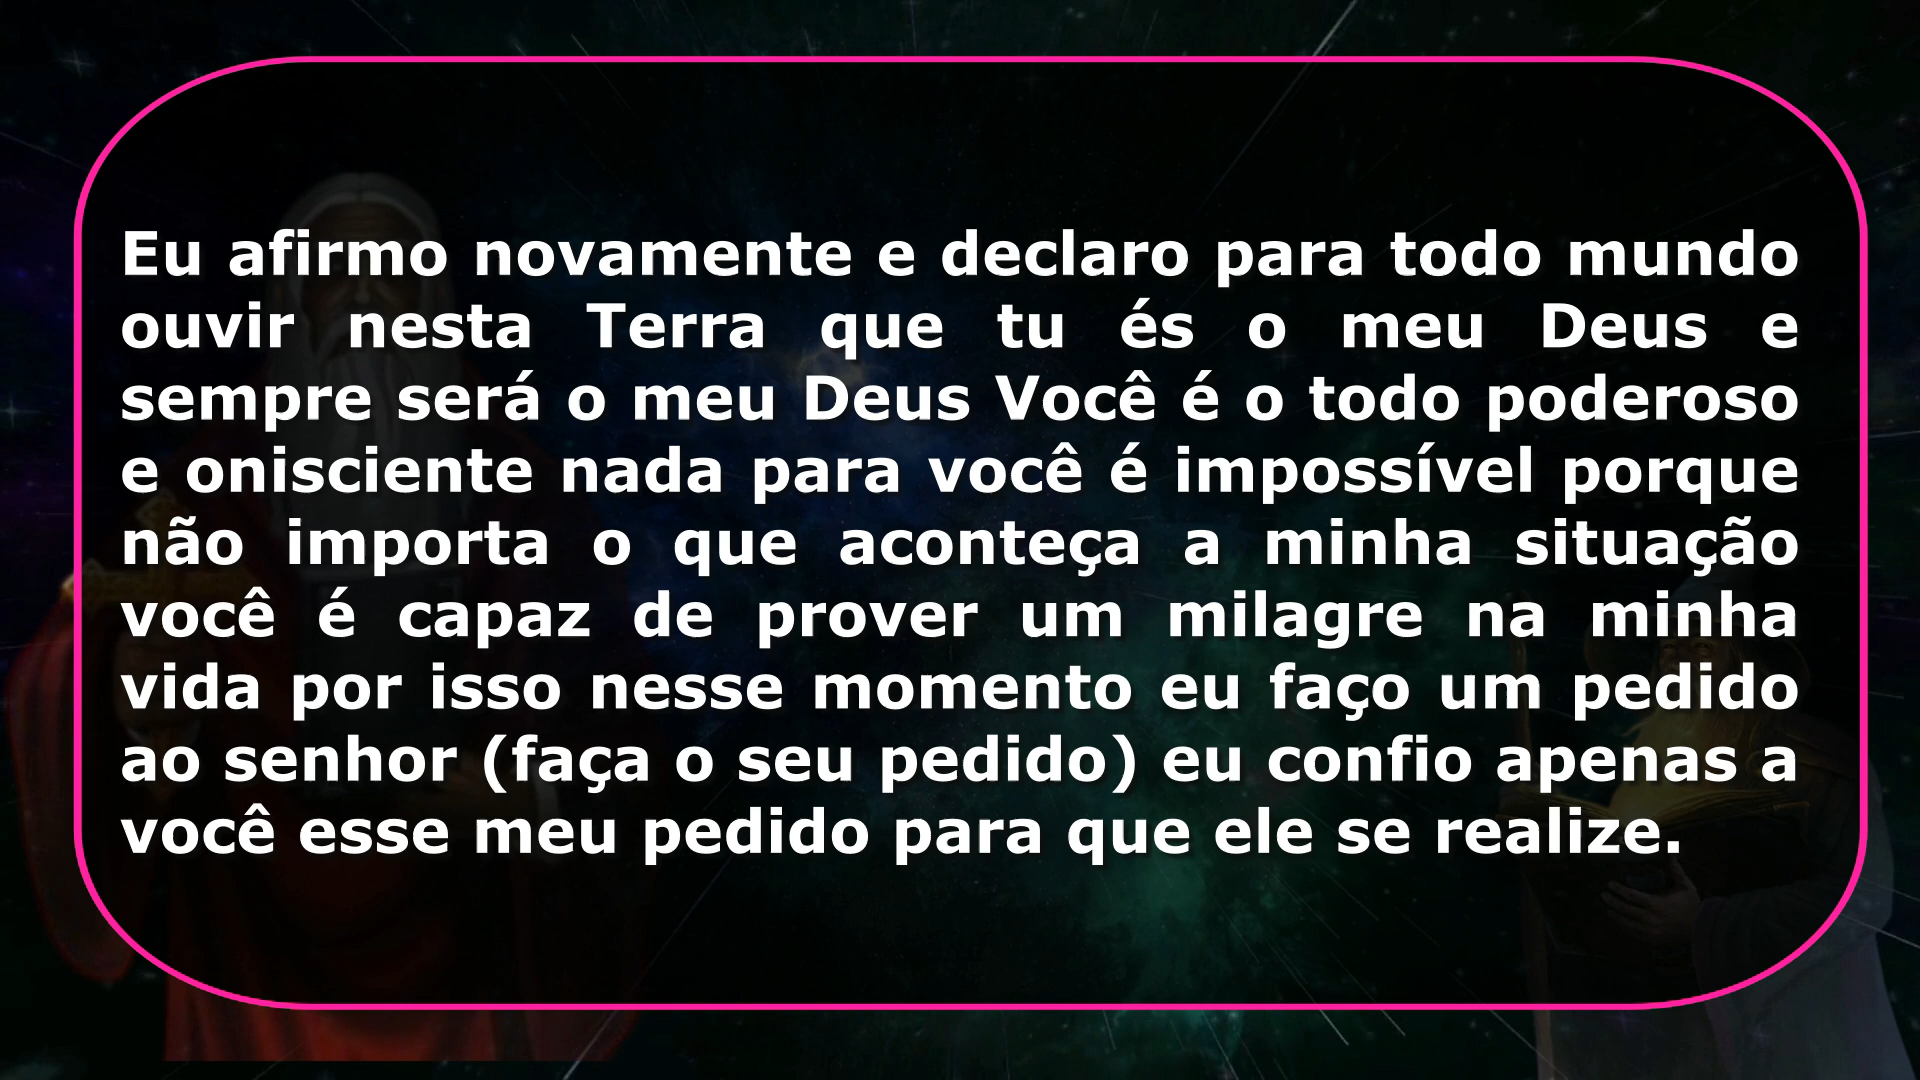 Eu afirmo novamente e declaro para todo mundo
ouvir nesta Terra que tu és o meu Deus e
sempre será o meu Deus Você é o todo poderoso
e onisciente nada para você é impossível porque
não importa o que aconteça a minha situação
você é capaz de prover um milagre na minha
vida por isso nesse momento eu faço um pedido
ao senhor (faça o seu pedido) eu confio apenas a
você esse meu pedido para que ele se realize.